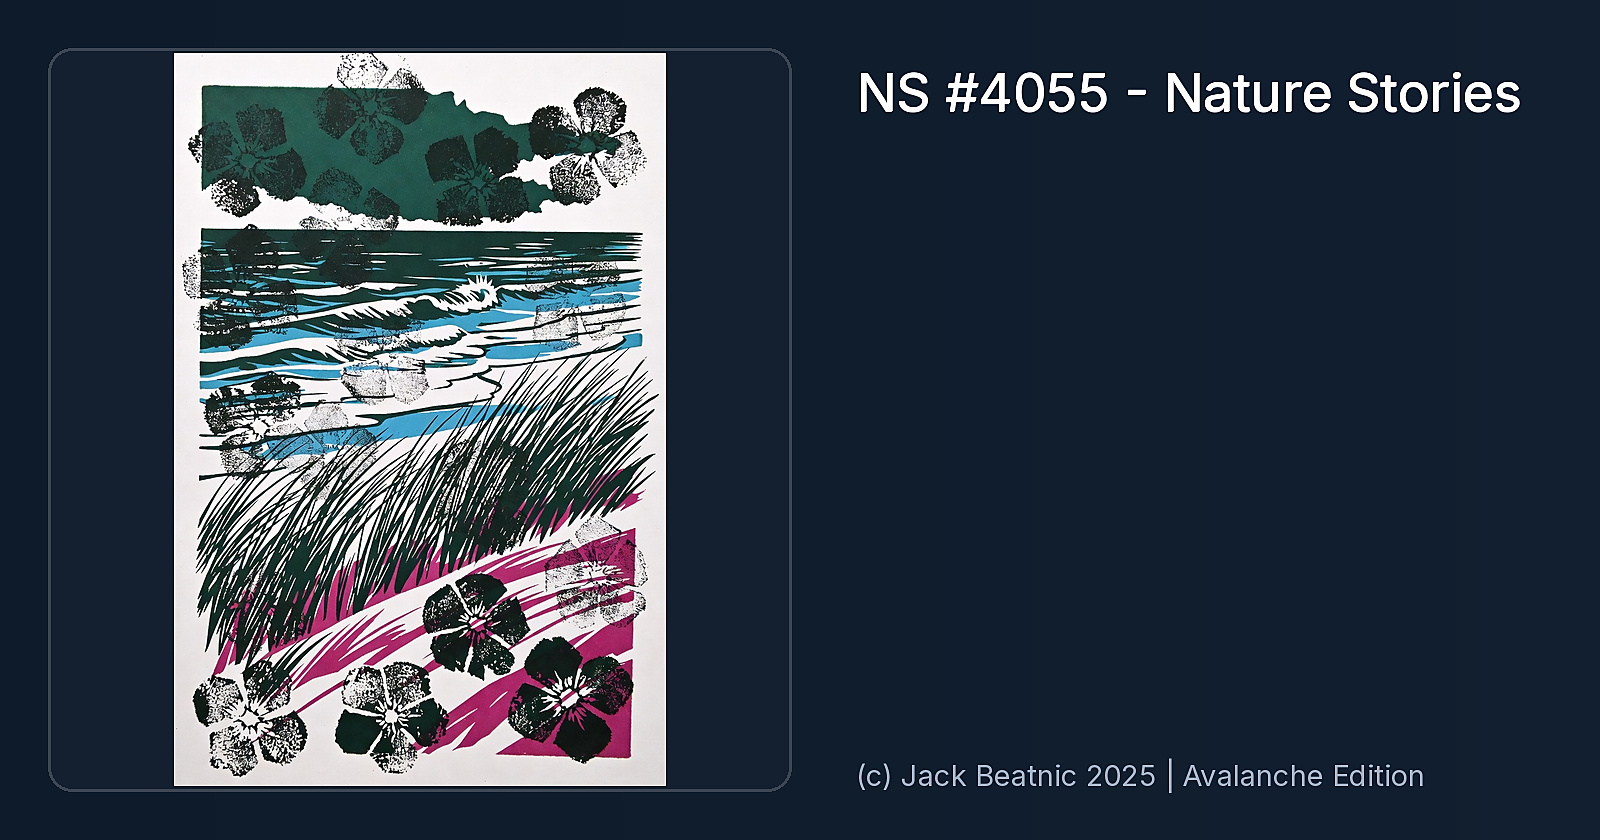 NS #4055 - Nature Stories
(c) Jack Beatnic 2025 | Avalanche Edition